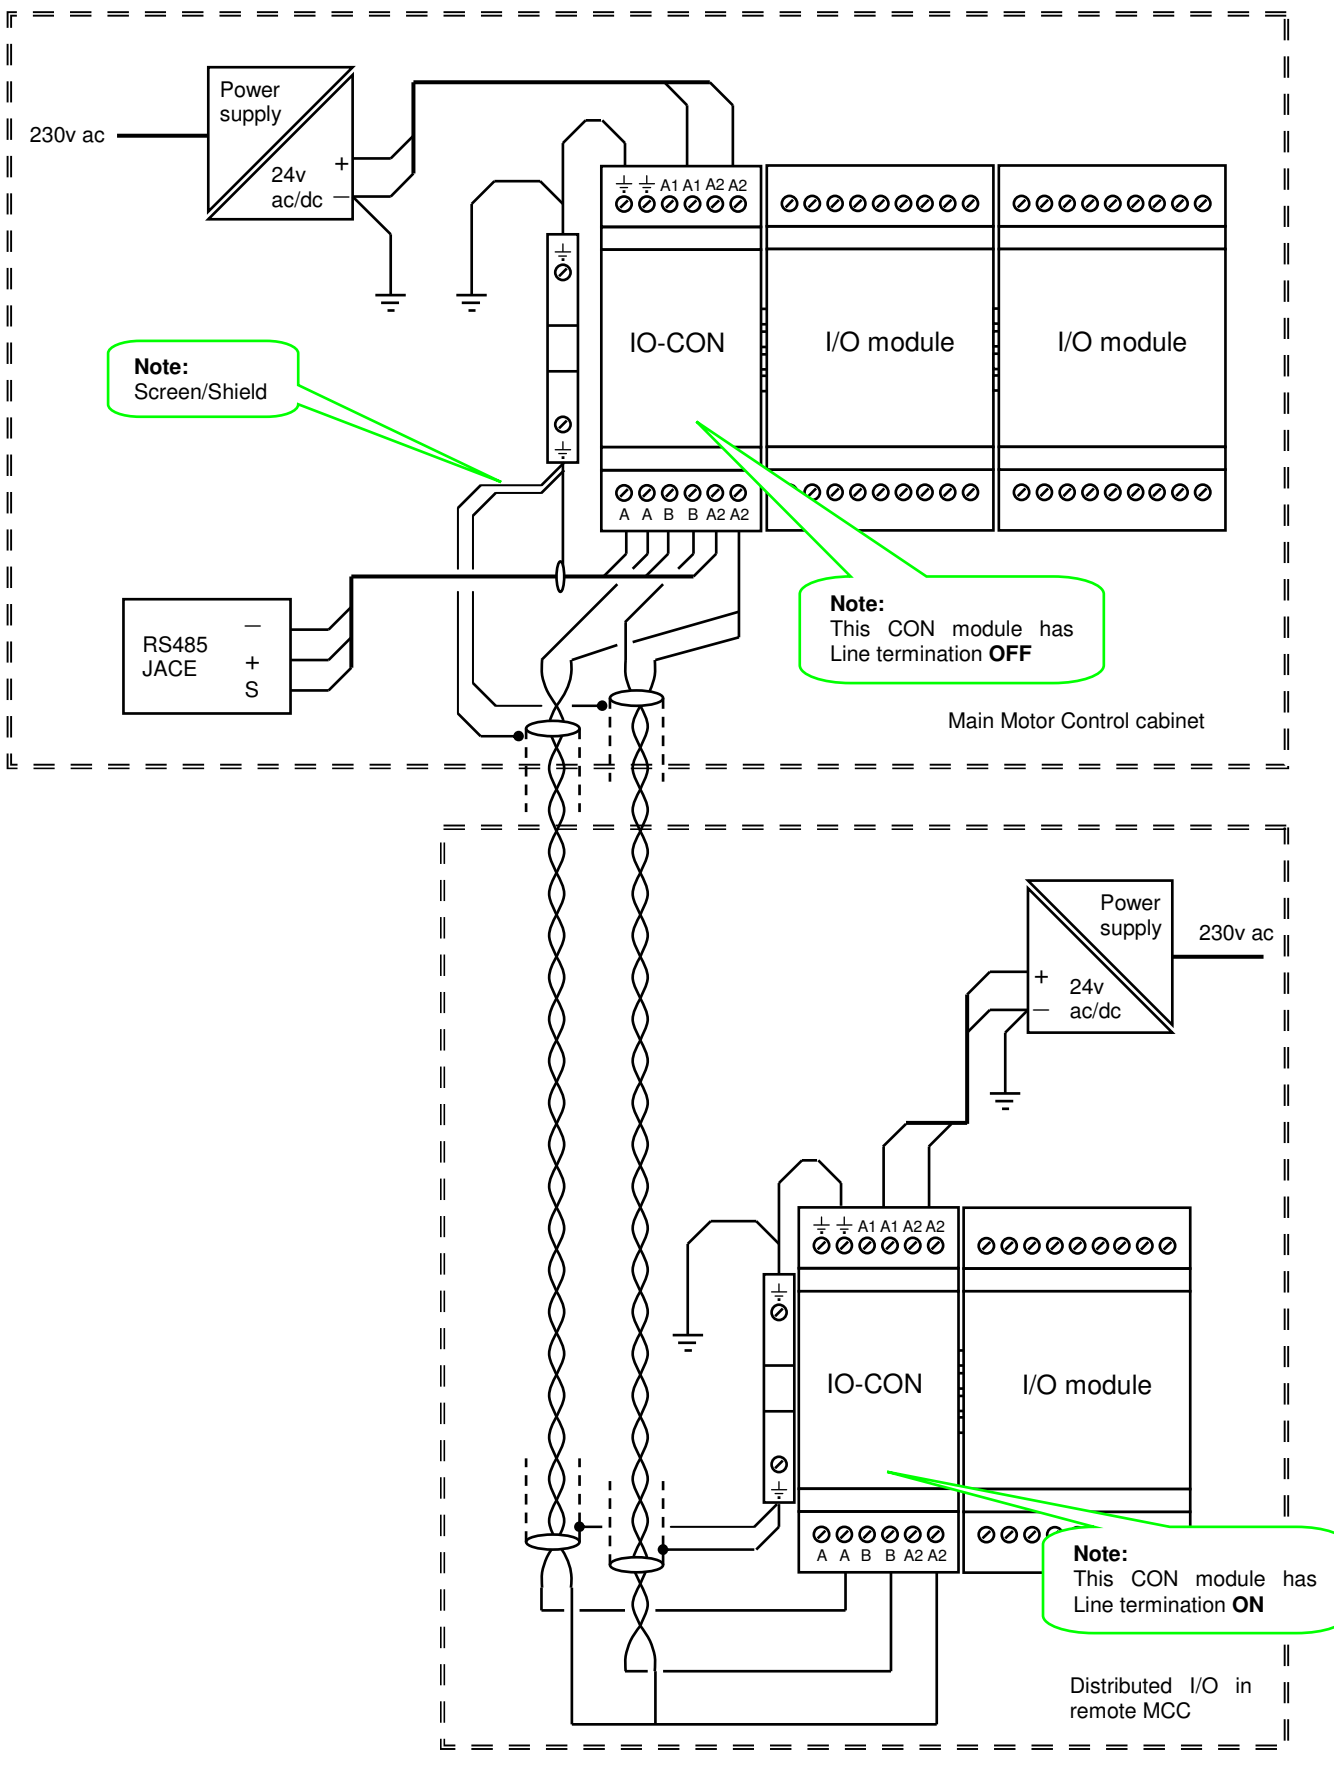 Power
supply
230v ac
24v
ac/dc
+
—
A1 A1 A2 A2
IO-CON
I/O module
I/O module
Note:
Screen/Shield
A A B B A2 A2
Note:
This CON module has
Line termination OFF
RS485
JACE
—
+
S
Main Motor Control cabinet
Power
supply
230v ac
+
24v
—
ac/dc
A1 A1 A2 A2
IO-CON
I/O module
A A B B A2 A2
Note:
This CON module has
Line termination ON
Distributed I/O in
remote MCC